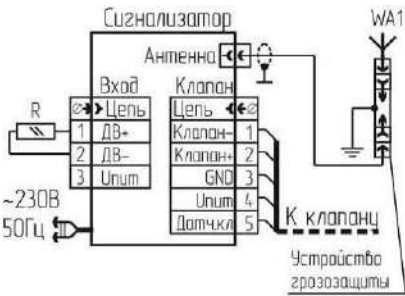 Сигнализатор
WA1
Антенна
Вход
Клапан
R
Цепь
Цепь
1 ДВ+
Клапан- 1
2 ДВ-
Клапан+ 2
3 Uпит
GND 3
~230В
Uпит 4
50Гц
Датч.кл 5
К клапану
Устройство
грозозащиты